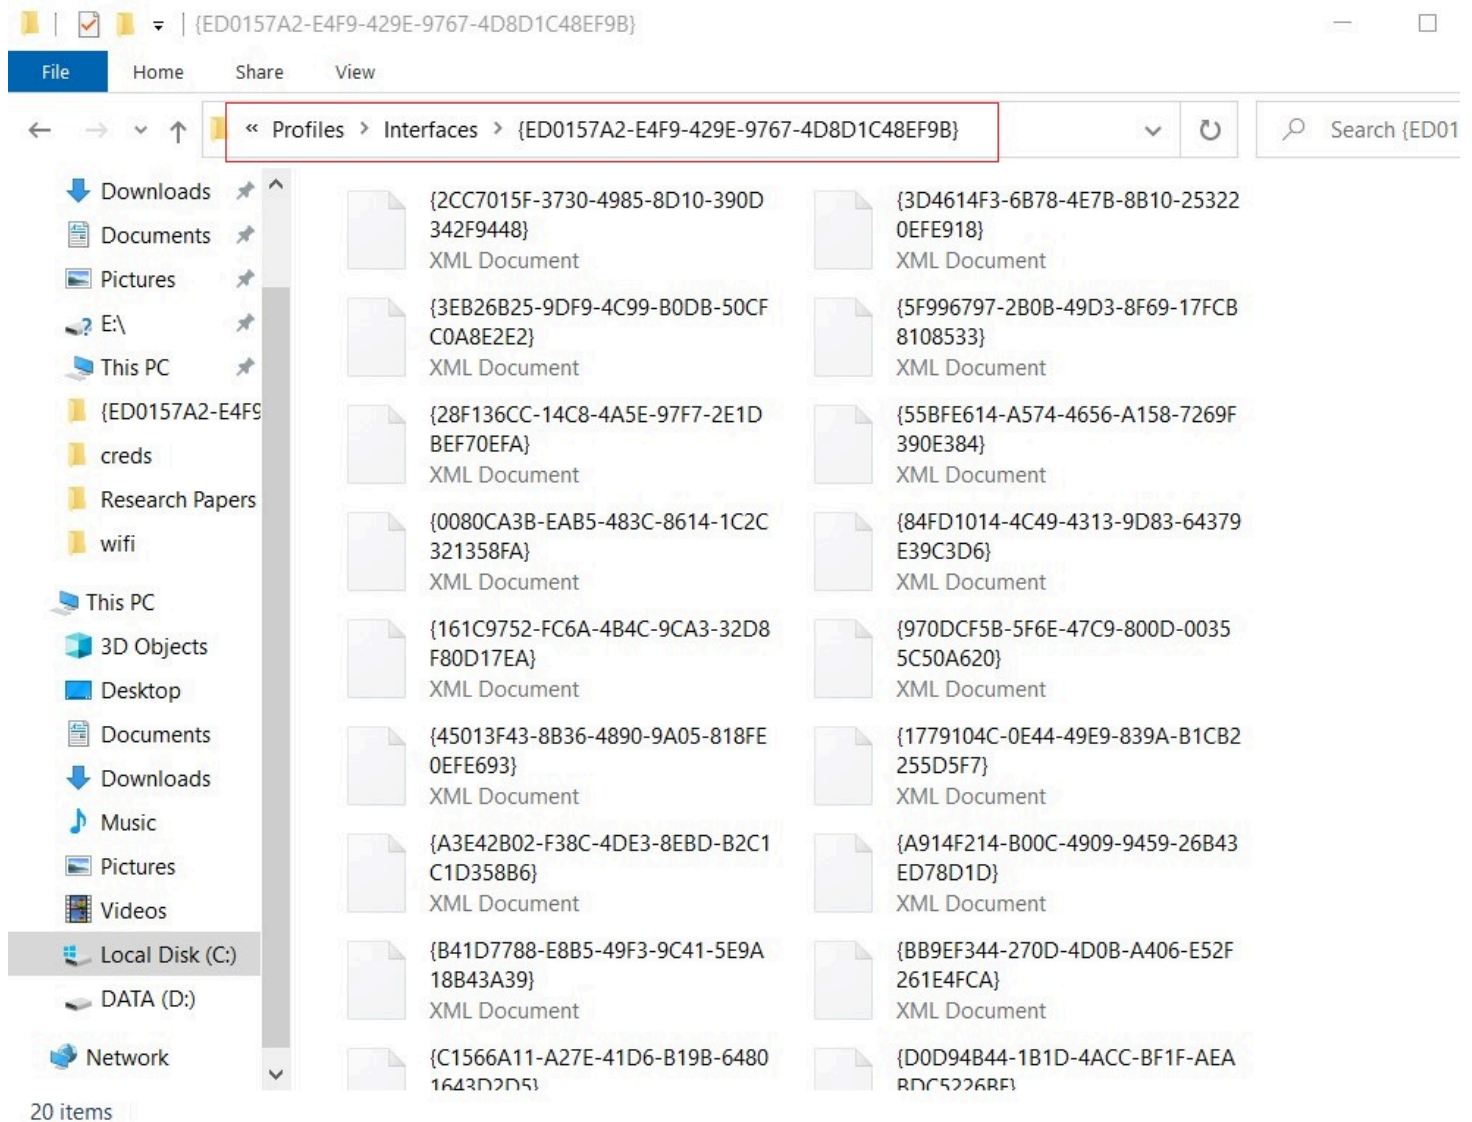 {ED0157A2-E4F9-429E-9767-4D8D1C48EF9B}
File Home Share View
« Profiles > Interfaces > {ED0157A2-E4F9-429E-9767-4D8D1C48EF9B}
Search {ED01
Downloads
Documents
Pictures
E:\
This PC
{ED0157A2-E4F9
creds
Research Papers
wifi
This PC
3D Objects
Desktop
Documents
Downloads
Music
Pictures
Videos
Local Disk (C:)
DATA (D:)
Network
{2CC7015F-3730-4985-8D10-390D
342F9448}
XML Document
{3D4614F3-6B78-4E7B-8B10-25322
0EFE918}
XML Document
{3EB26B25-9DF9-4C99-B0DB-50CF
C0A8E2E2}
XML Document
{5F996797-2B0B-49D3-8F69-17FCB
8108533}
XML Document
{28F136CC-14C8-4A5E-97F7-2E1D
BEF70EFA}
XML Document
{55BFE614-A574-4656-A158-7269F
390E384}
XML Document
{0080CA3B-EAB5-483C-8614-1C2C
321358FA}
XML Document
{84FD1014-4C49-4313-9D83-64379
E39C3D6}
XML Document
{161C9752-FC6A-4B4C-9CA3-32D8
F80D17EA}
XML Document
{970DCF5B-5F6E-47C9-800D-0035
5C50A620}
XML Document
{45013F43-8B36-4890-9A05-818FE
0EFE693}
XML Document
{1779104C-0E44-49E9-839A-B1CB2
255D5F7}
XML Document
{A3E42B02-F38C-4DE3-8EBD-B2C1
C1D358B6}
XML Document
{A914F214-B00C-4909-9459-26B43
ED78D1D}
XML Document
{B41D7788-E8B5-49F3-9C41-5E9A
18B43A39}
XML Document
{BB9EF344-270D-4D0B-A406-E52F
261E4FCA}
XML Document
{C1566A11-A27E-41D6-B19B-6480
1643D2D5}
{D0D94B44-1B1D-4ACC-BF1F-AEA
BDC5226BF}
20 items